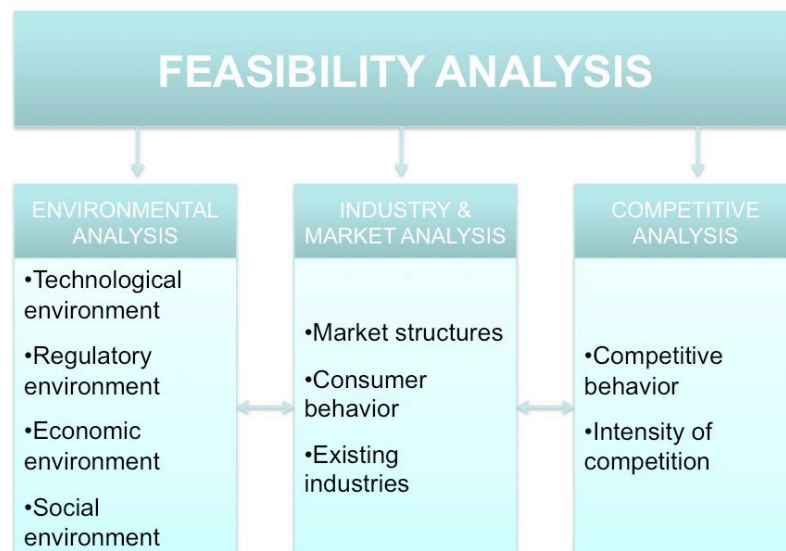 FEASIBILITY ANALYSIS
ENVIRONMENTAL
ANALYSIS
•Technological
environment
•Regulatory
environment
•Economic
environment
•Social
environment
INDUSTRY &
MARKET ANALYSIS
•Market structures
•Consumer
behavior
•Existing
industries
COMPETITIVE
ANALYSIS
•Competitive
behavior
•Intensity of
competition